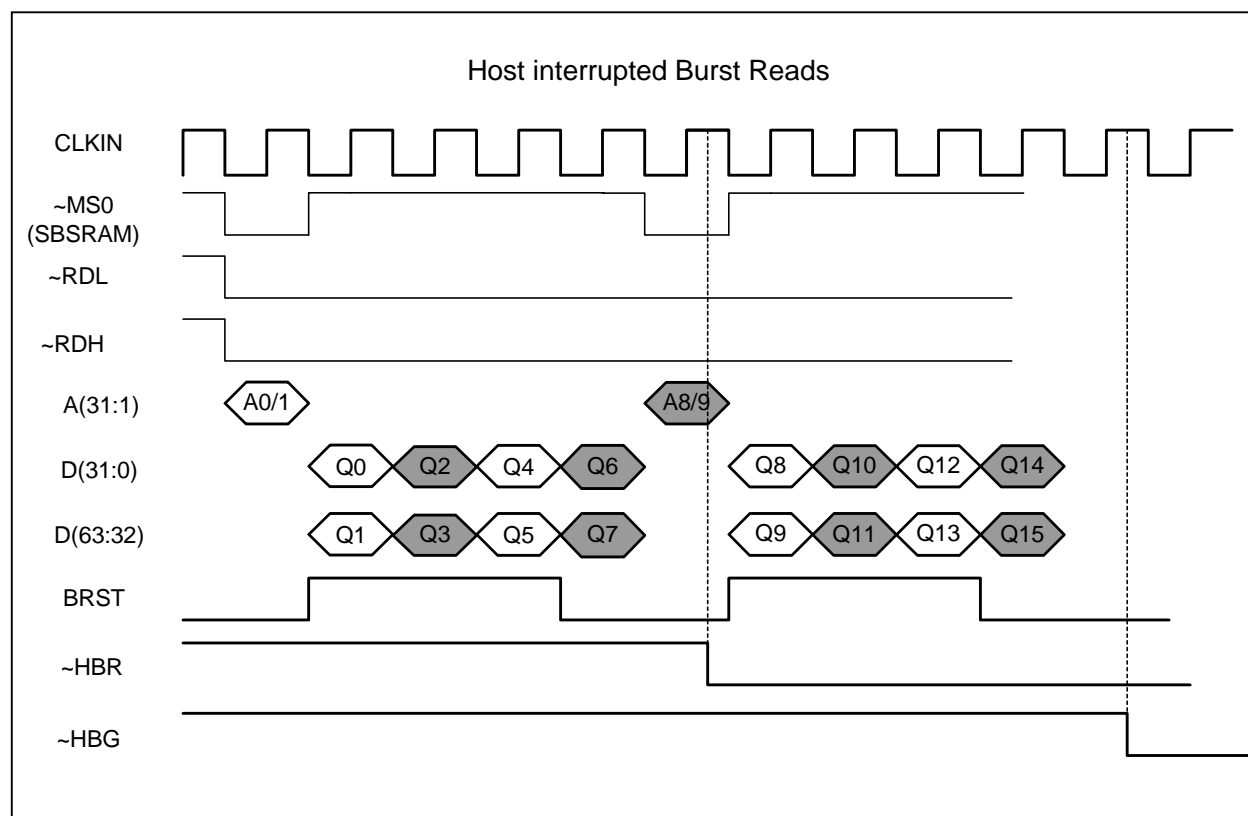 Host interrupted Burst Reads
CLKIN
~MS0
(SBSRAM)
~RDL
~RDH
A(31:1) A0/1 A8/9
D(31:0) Q0 Q2 Q4 Q6 Q8 Q10 Q12 Q14
D(63:32) Q1 Q3 Q5 Q7 Q9 Q11 Q13 Q15
BRST
~HBR
~HBG